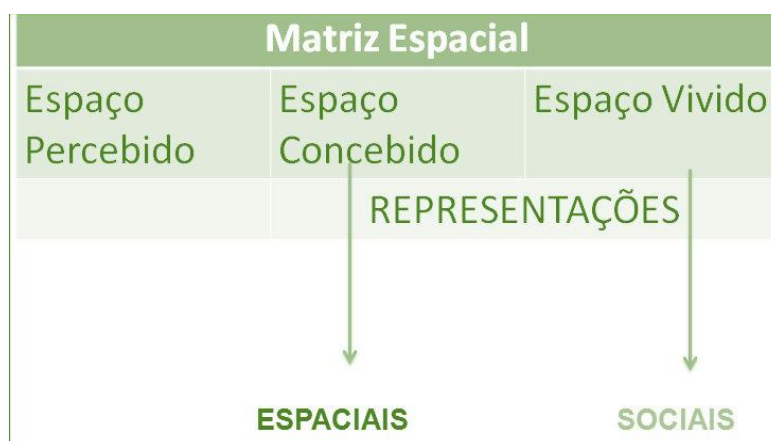 Matriz Espacial
Espaço Percebido
Espaço Concebido
Espaço Vivido
REPRESENTAÇÕES
ESPACIAIS
SOCIAIS